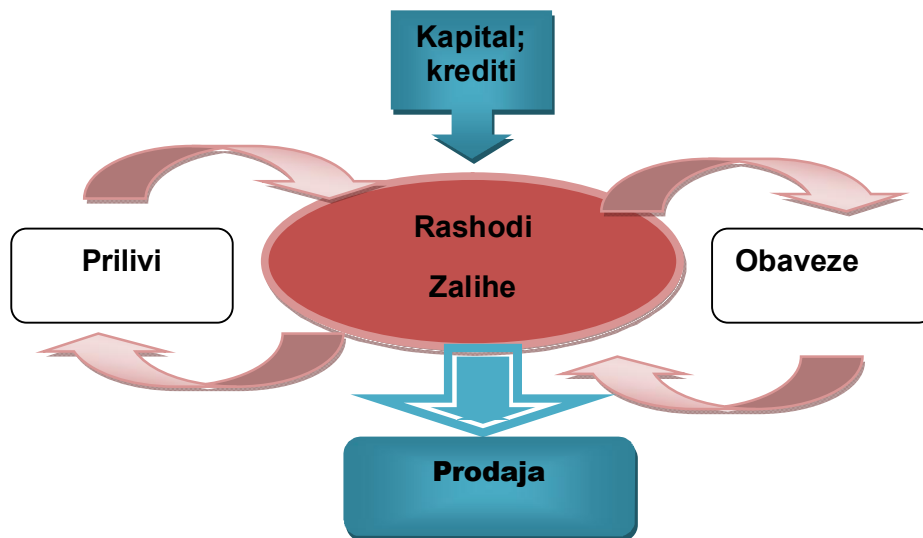 Kapital;
krediti
Rashodi
Prilivi
Obaveze
Zalihe
Prodaja